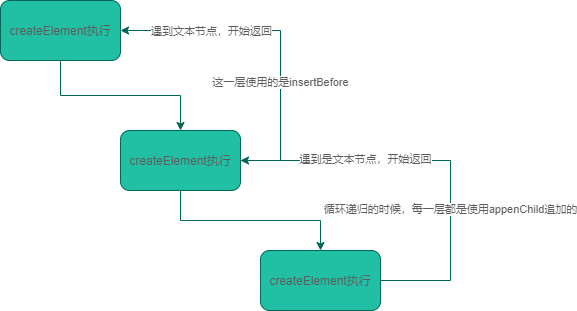 createElement执行
遇到文本节点，开始返回
这一层使用的是insertBefore
createElement执行
遇到是文本节点，开始返回
循环递归的时候，每一层都是使用appenChild追加的
createElement执行